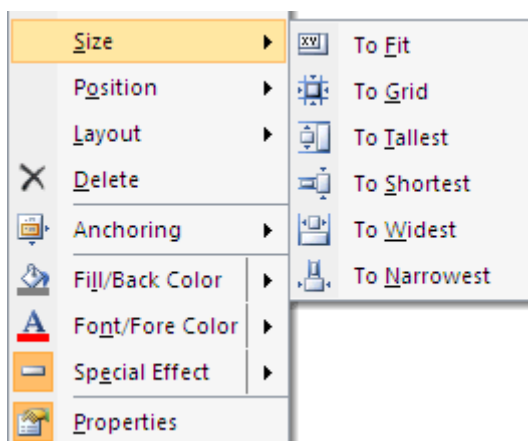 Size
Position
Layout
Delete
Anchoring
Fill/Back Color
Font/Fore Color
Special Effect
Properties
To Fit
To Grid
To Tallest
To Shortest
To Widest
To Narrowest